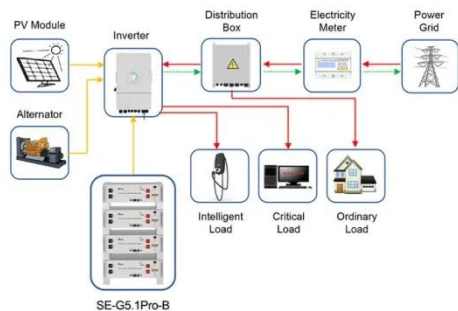 PV Module
Inverter
Distribution
Box
Electricity
Meter
Power
Grid
Alternator
Intelligent
Load
Critical
Load
Ordinary
Load
SE-G5.1Pro-B